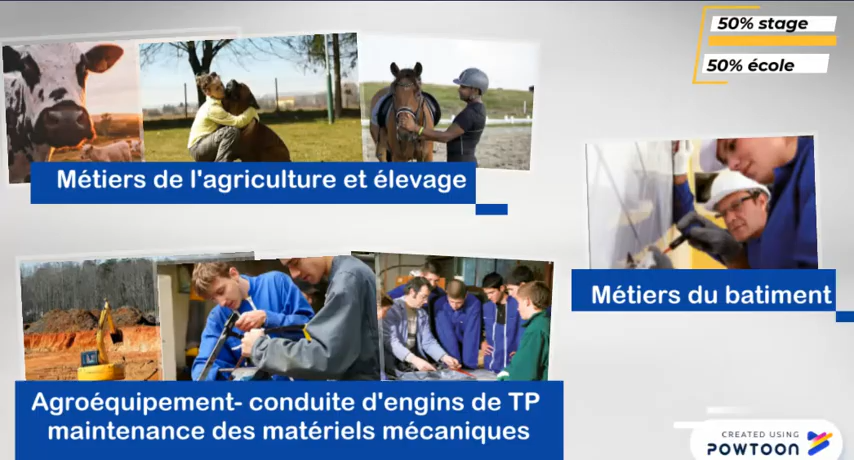 50% stage
50% école
Métiers de l'agriculture et élevage
Métiers du batiment
Agroéquipement- conduite d'engins de TP
maintenance des matériels mécaniques
CREATED USING
POWTOON